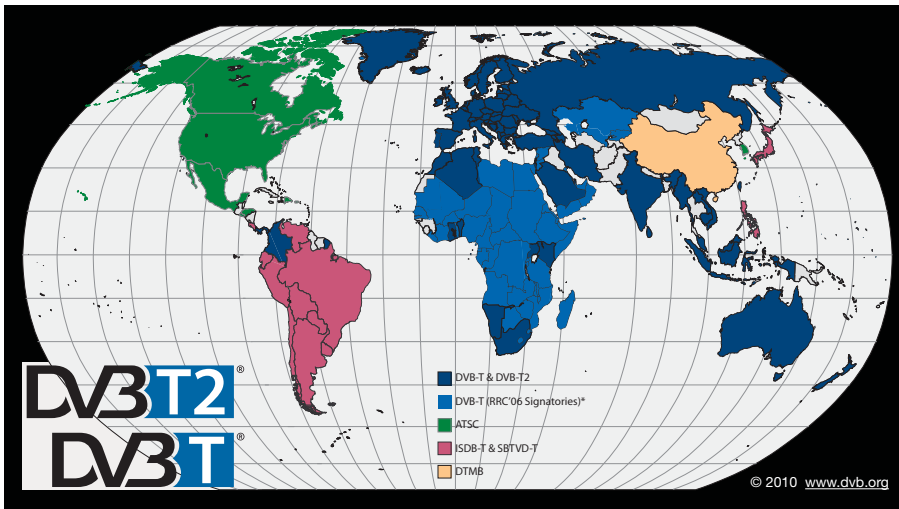 DVB-T & DVB-T2
DVB-T (RRC'06 Signatories)*
ATSC
ISDB-T & SBTVD-T
DTMB
DVB T2®
DVB T®
© 2010 www.dvb.org